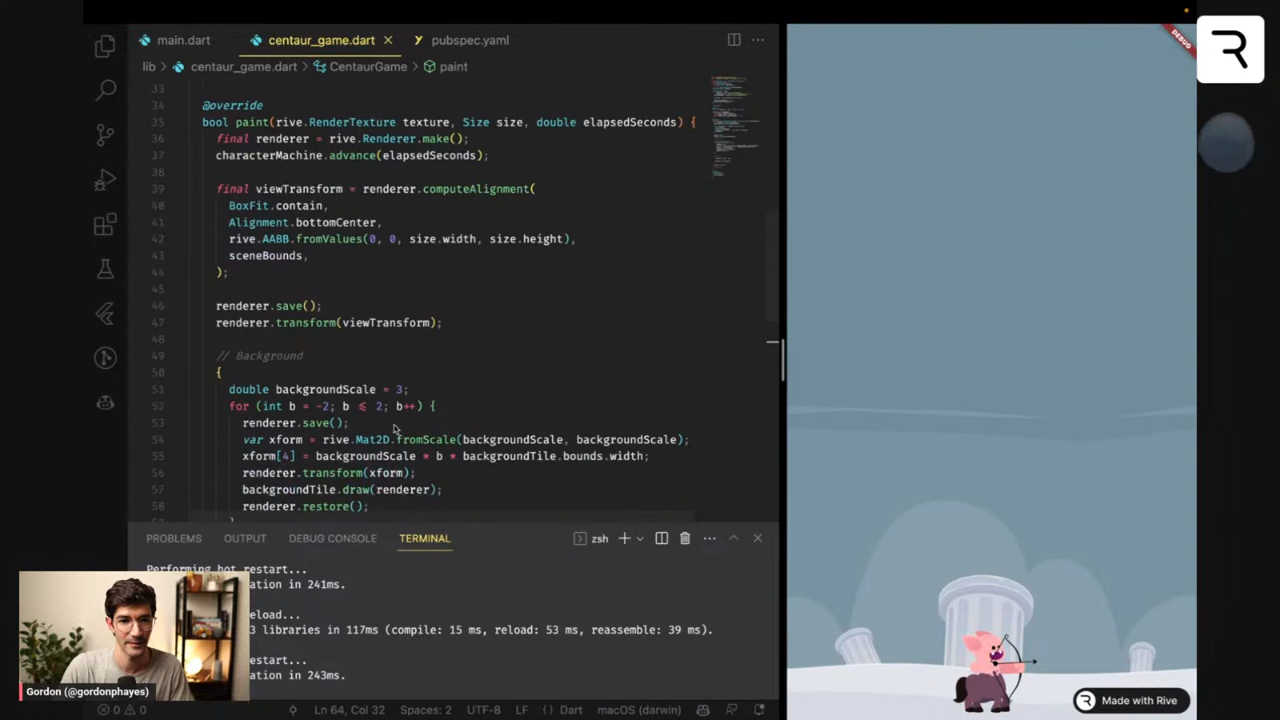 main.dart
centaur_game.dart
pubspec.yaml
lib > centaur_game.dart > CentaurGame > paint
33
34 @override
35 bool paint(rive.RenderTexture texture, Size size, double elapsedSeconds) {
36 final renderer = rive.Renderer.make();
37 characterMachine.advance(elapsedSeconds);
38
39 final viewTransform = renderer.computeAlignment(
40 BoxFit.contain,
41 Alignment.bottomCenter,
42 rive.AABB.fromValues(0, 0, size.width, size.height),
43 sceneBounds,
44 );
45
46 renderer.save();
47 renderer.transform(viewTransform);
48
49 // Background
50 {
51 double backgroundScale = 3;
52 for (int b = -2; b ≤ 2; b++) {
53 renderer.save();
54 var xform = rive.Mat2D.fromScale(backgroundScale, backgroundScale);
55 xform[4] = backgroundScale * b * backgroundTile.bounds.width;
56 renderer.transform(xform);
57 backgroundTile.draw(renderer);
58 renderer.restore();
PROBLEMS OUTPUT DEBUG CONSOLE TERMINAL zsh
Performing hot restart...
ation in 241ms.
eload...
3 libraries in 117ms (compile: 15 ms, reload: 53 ms, reassemble: 39 ms).
estart...
ation in 243ms.
Gordon (@gordonphayes)
0 0 Ln 64, Col 32 Spaces: 2 UTF-8 LF {} Dart macOS (darwin)
DEBUG
Made with Rive